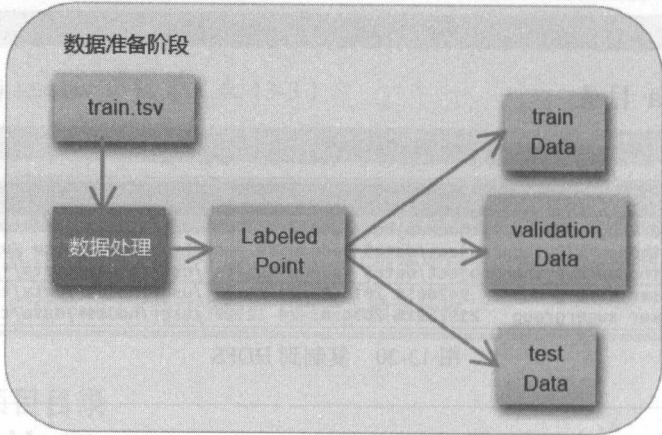 数据准备阶段
train.tsv
train
Data
数据处理
Labeled
Point
validation
Data
test
Data